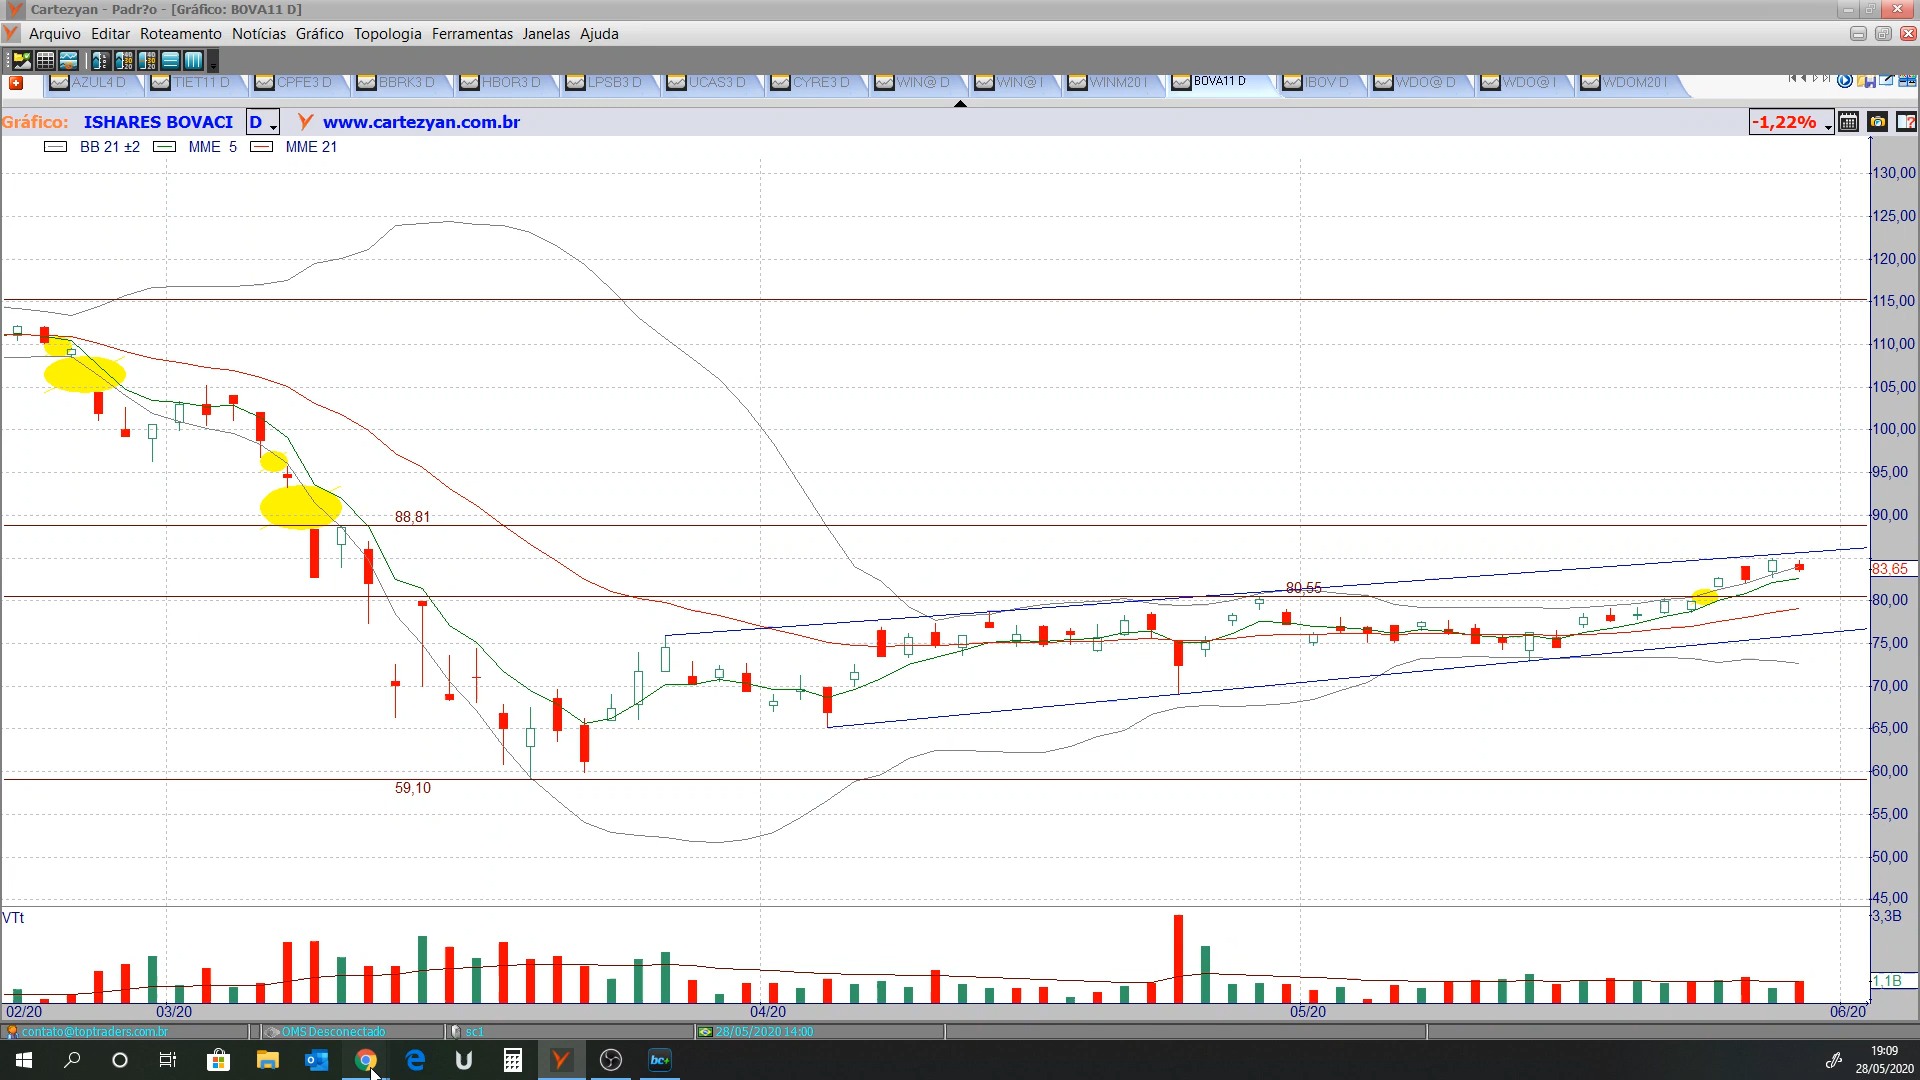 Cartezyan - Padr?o - [Gráfico: BOVA11 D]
Arquivo Editar Roteamento Notícias Gráfico Topologia Ferramentas Janelas Ajuda
AZUL4 D TIET11 D CPFE3 D BBRK3 D HBOR3 D LPSB3 D UCAS3 D CYRE3 D WIN@ D WIN@ I WINM20 I BOVA11 D IBOV D WDO@ D WDO@ I WDOM20 I
Gráfico: ISHARES BOVACI D www.cartezyan.com.br -1,22%
BB 21 ±2 MME 5 MME 21
130,00
125,00
120,00
115,00
110,00
105,00
100,00
95,00
88,81
90,00
83,65
80,55
80,00
75,00
70,00
65,00
60,00
59,10
55,00
50,00
45,00
VTt
3,3B
1,1B
02/20 03/20 04/20 05/20 06/20
contato@toptraders.com.br OMS Desconectado sc1 28/05/2020 14:00
bc+
19:09
28/05/2020